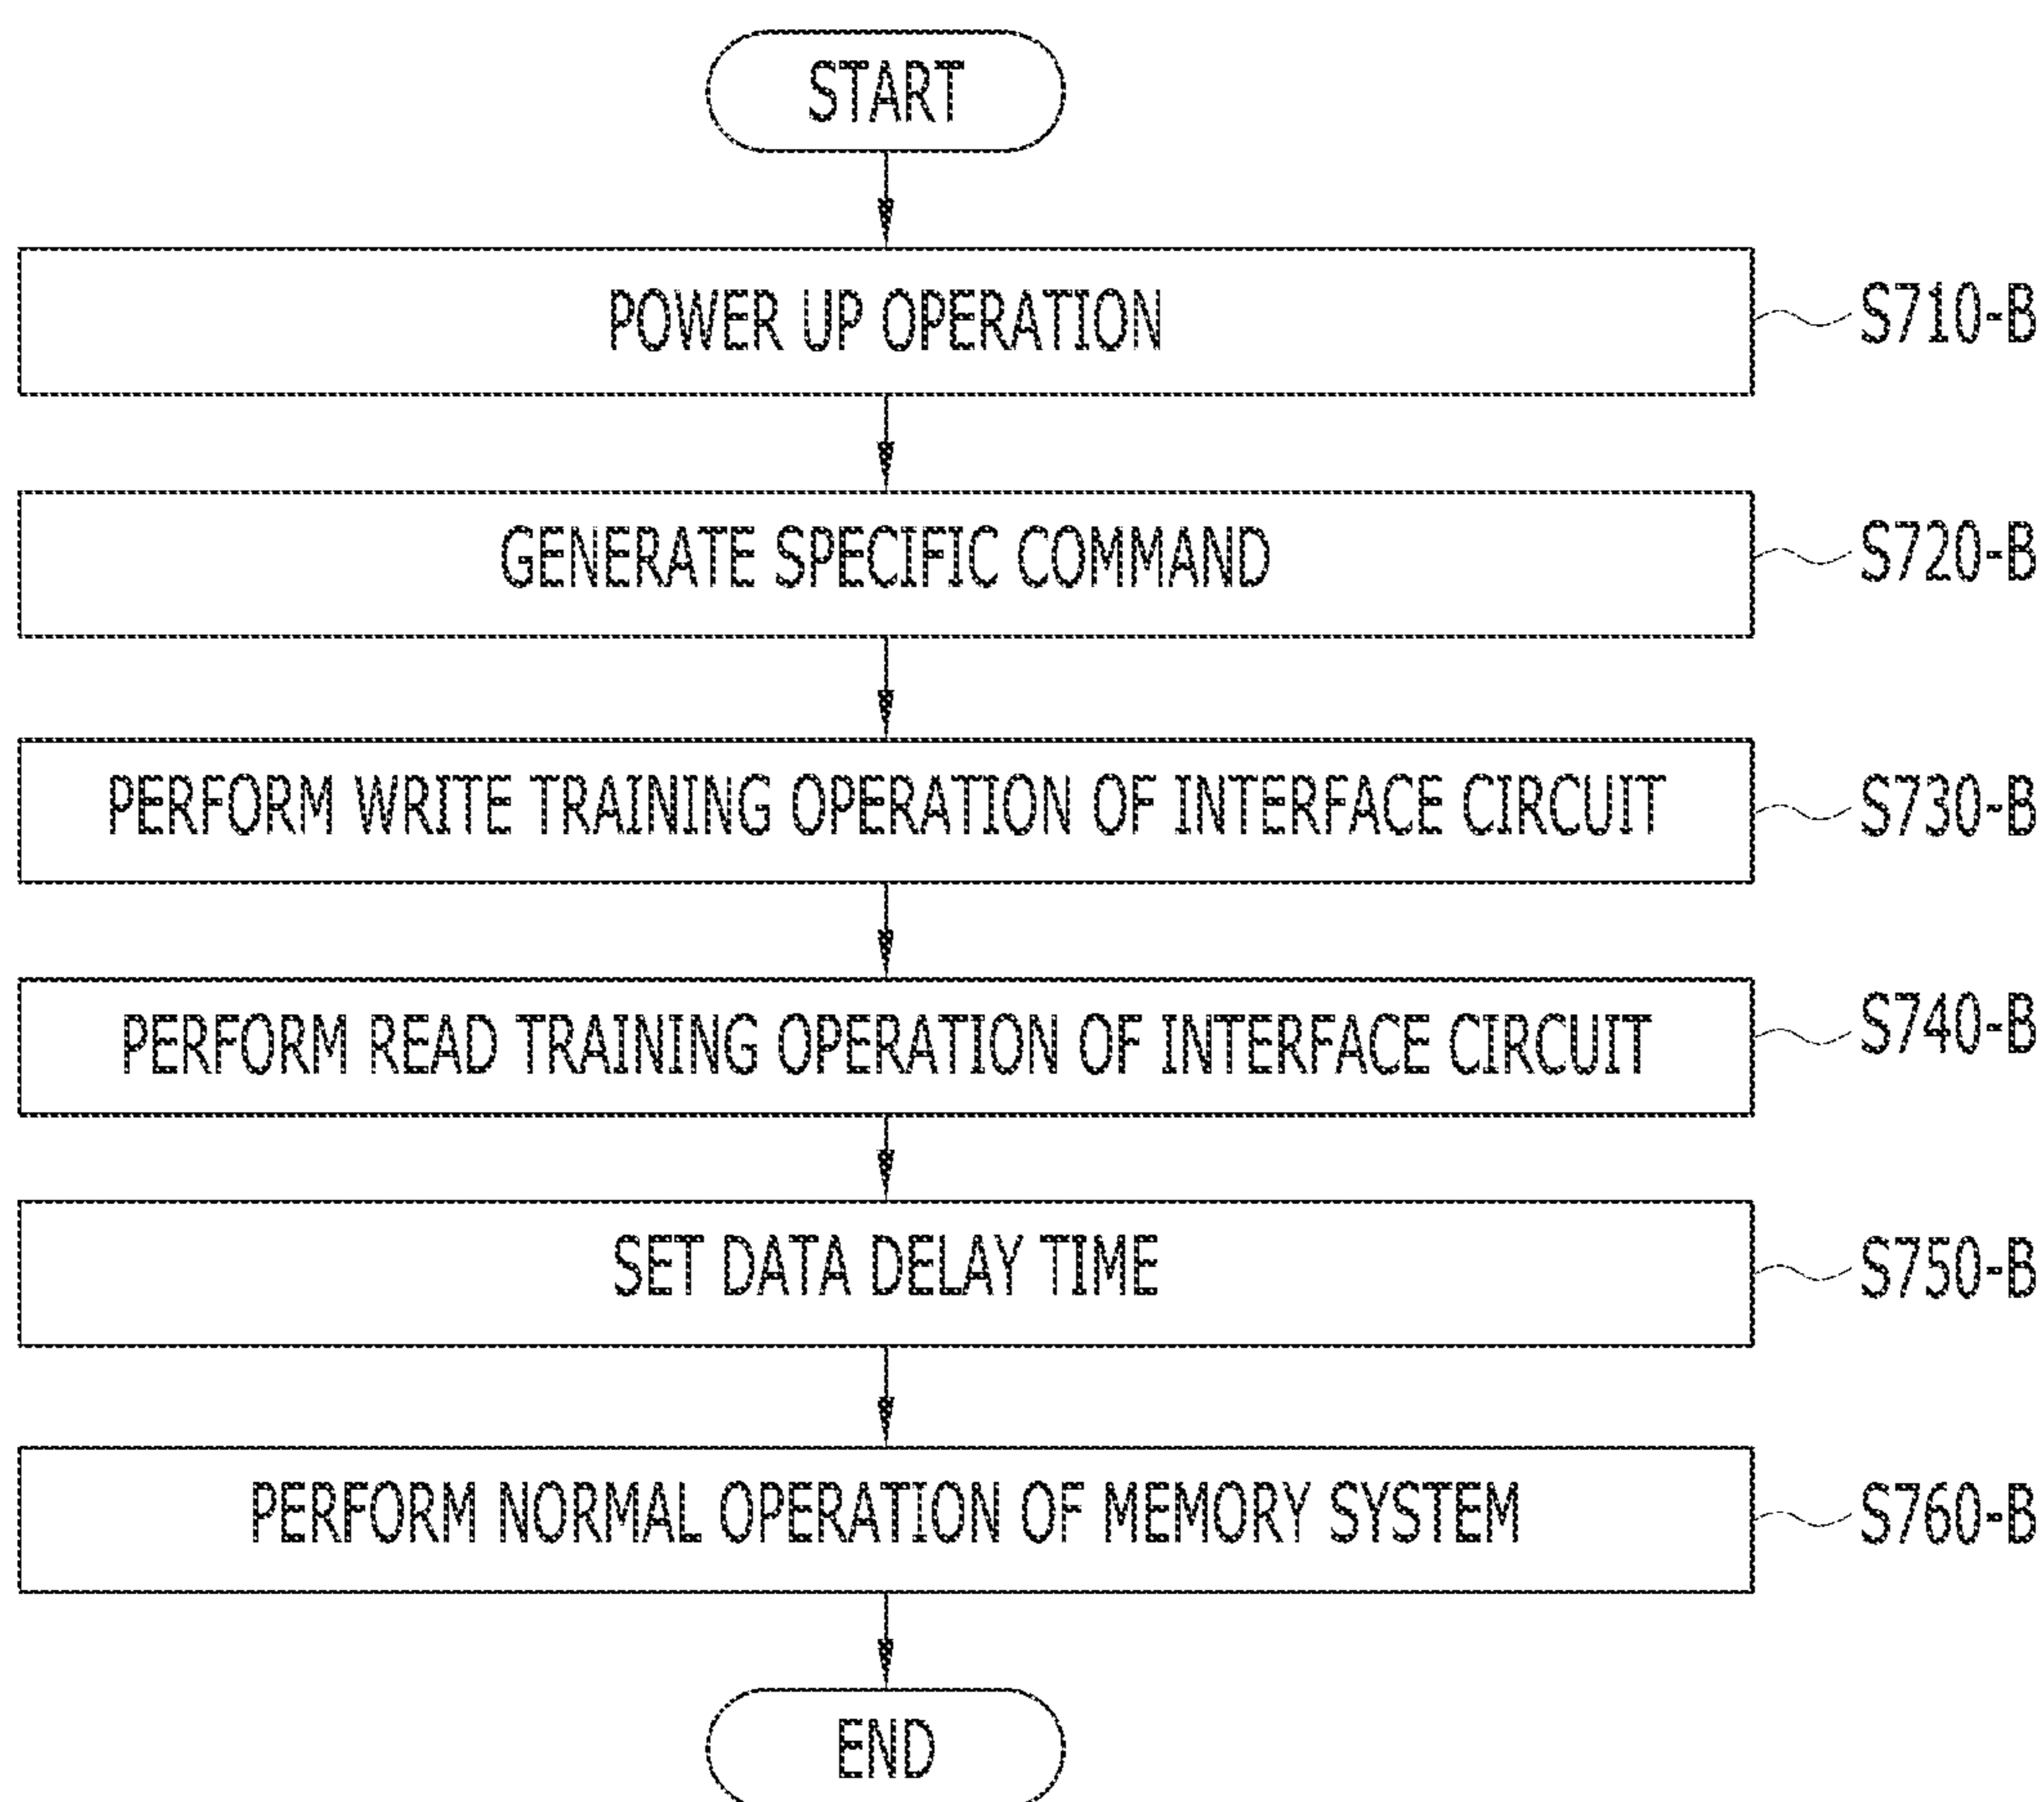 START
POWER UP OPERATION
S710-B
GENERATE SPECIFIC COMMAND
S720-B
PERFORM WRITE TRAINING OPERATION OF INTERFACE CIRCUIT
S730-B
PERFORM READ TRAINING OPERATION OF INTERFACE CIRCUIT
S740-B
SET DATA DELAY TIME
S750-B
PERFORM NORMAL OPERATION OF MEMORY SYSTEM
S760-B
END